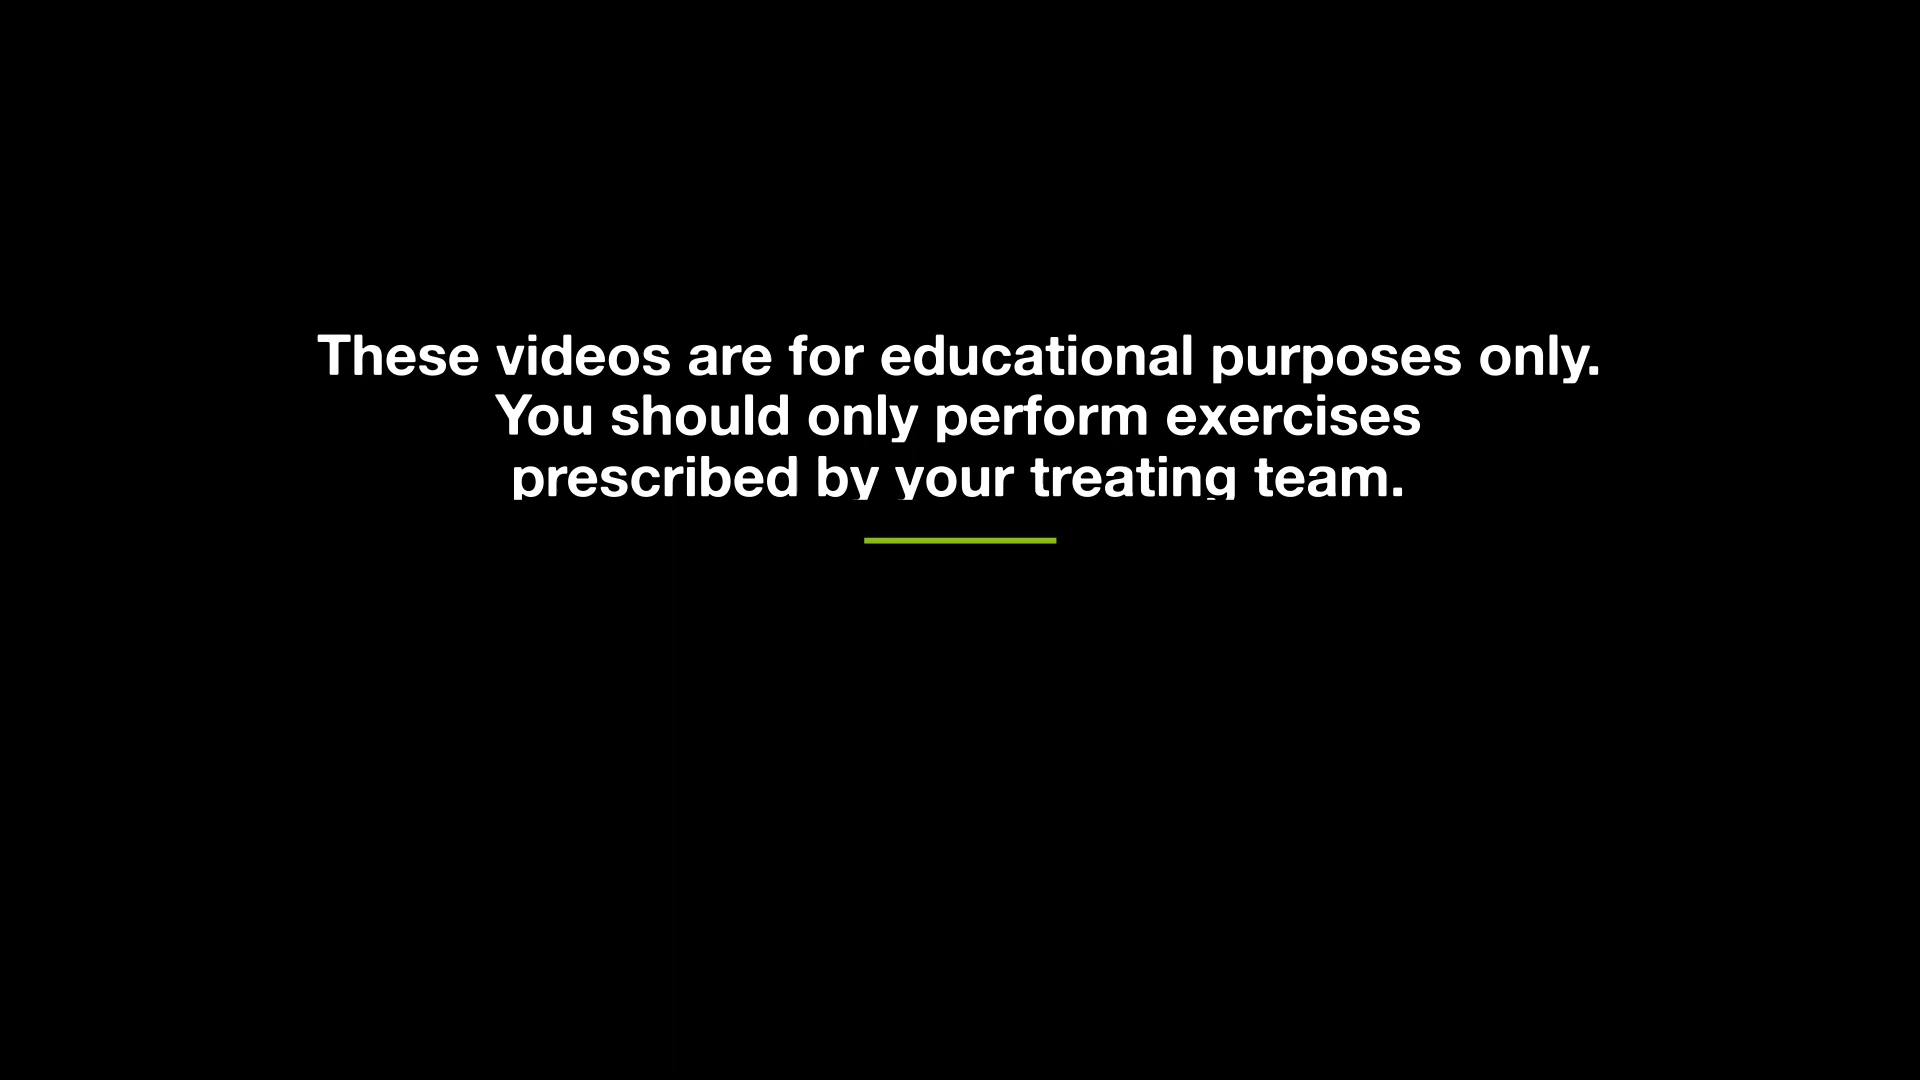 These videos are for educational purposes only.
You should only perform exercises
prescribed by your treating team.